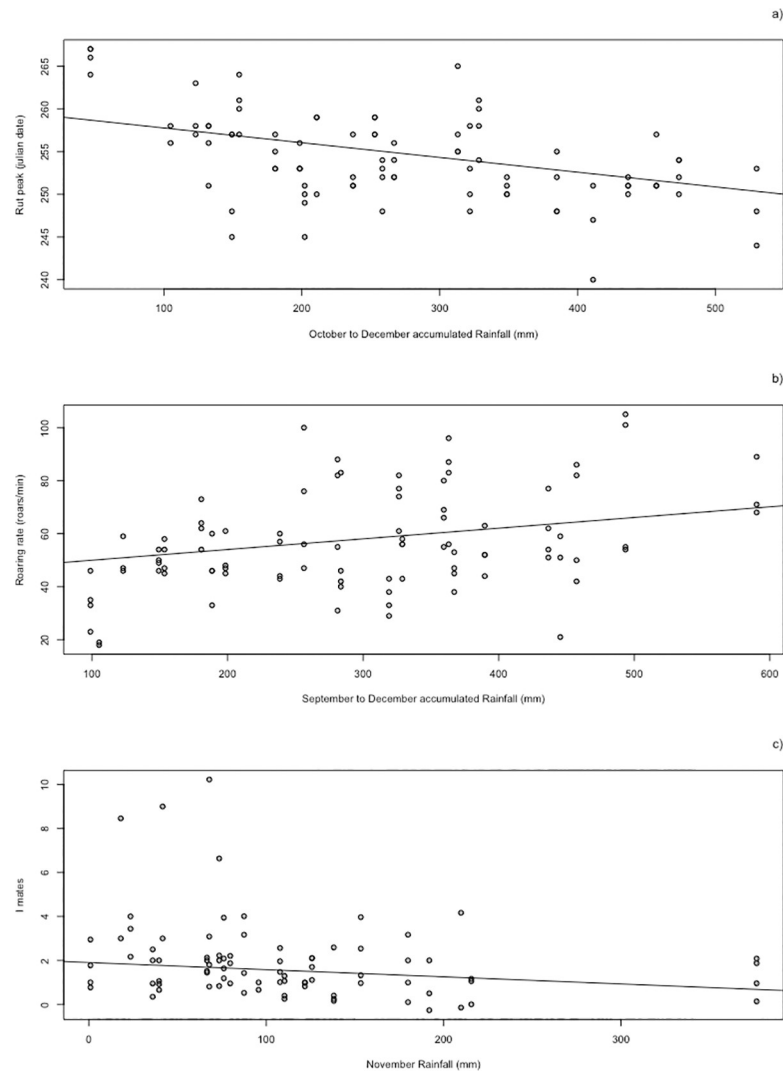 a)
265
260
255
250
245
240
Rut peak (julian date)
100 200 300 400 500
October to December accumulated Rainfall (mm)
b)
100
80
60
40
20
Roaring rate (roars/min)
100 200 300 400 500 600
September to December accumulated Rainfall (mm)
c)
10
8
6
4
2
0
I mates
0 100 200 300
November Rainfall (mm)